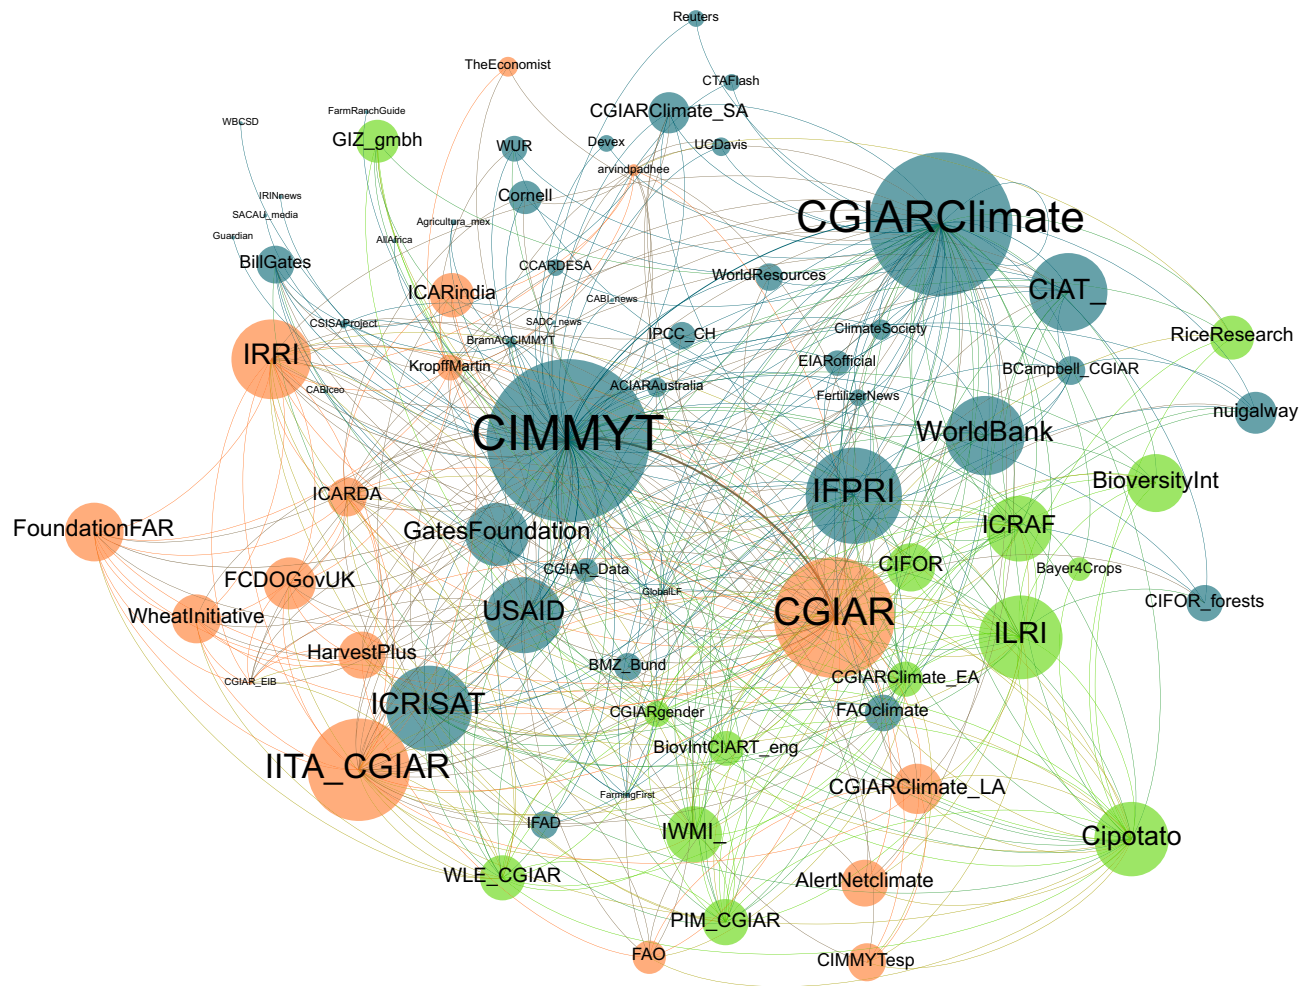 Reuters
TheEconomist
CTAFlash
CGIARClimate_SA
FarmRanchGuide
WBCSD
GIZ_gmbh
WUR
Devex
UCDavis
arvindpadhee
Cornell
IRINnews
CGIARClimate
SACAU_media
Agricultura_mex
Guardian
AllAfrica
BillGates
CCARDESA
WorldResources
ICARindia
CIAT_
CABI_news
CSISAProject
SADC_news
IPCC_CH
ClimateSociety
RiceResearch
BramACCIMMYT
IRRI
KropffMartin
EIARofficial
BCampbell_CGIAR
CABIceo
ACIARAustralia
FertilizerNews
nuigalway
CIMMYT
WorldBank
BioversityInt
IFPRI
ICARDA
FoundationFAR
GatesFoundation
ICRAF
CIFOR
CGIAR_Data
Bayer4Crops
FCDOGovUK
GlobalLF
CIFOR_forests
WheatInitiative
USAID
CGIAR
ILRI
HarvestPlus
BMZ_Bund
CGIARClimate_EA
CGIAR_EIB
ICRISAT
CGIARgender
FAOclimate
BiovIntCIART_eng
IITA_CGIAR
CGIARClimate_LA
FarmingFirst
IFAD
IWMI_
Cipotato
WLE_CGIAR
AlertNetclimate
PIM_CGIAR
FAO
CIMMYTesp